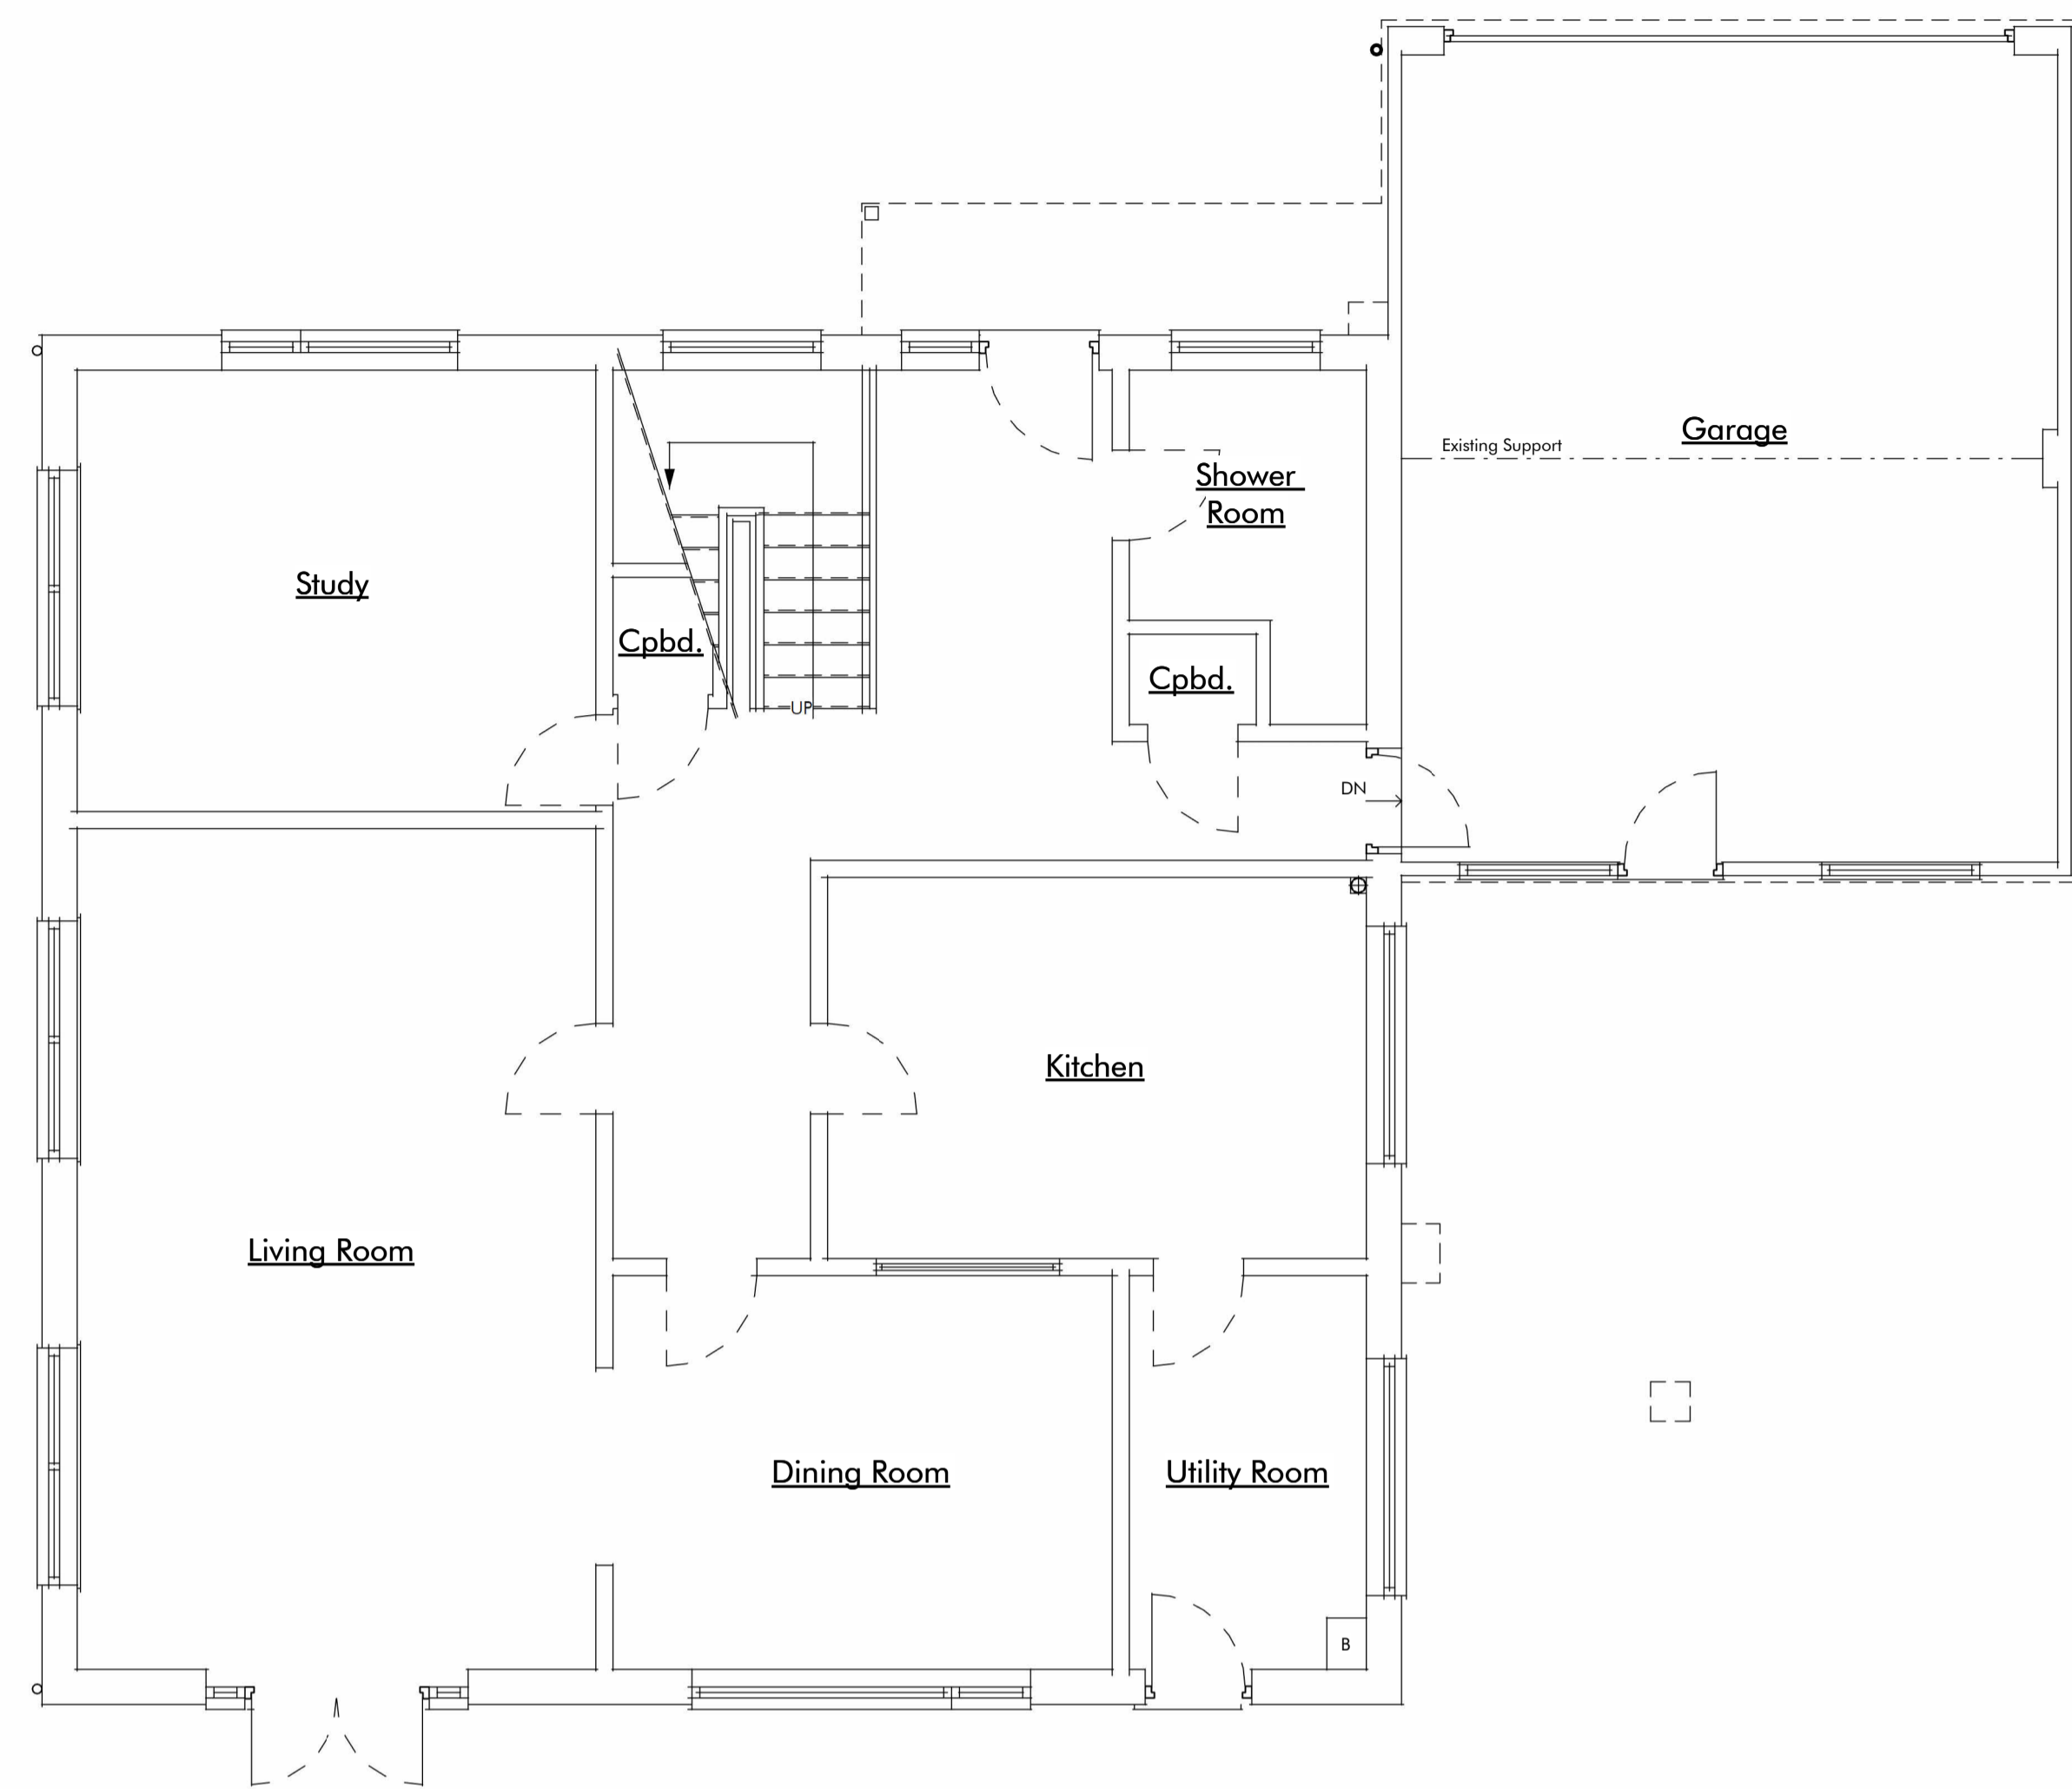 Garage
Existing Support
Shower
Room
Study
Cpbd.
Cpbd.
UP
DN
Kitchen
Living Room
Dining Room
Utility Room
B